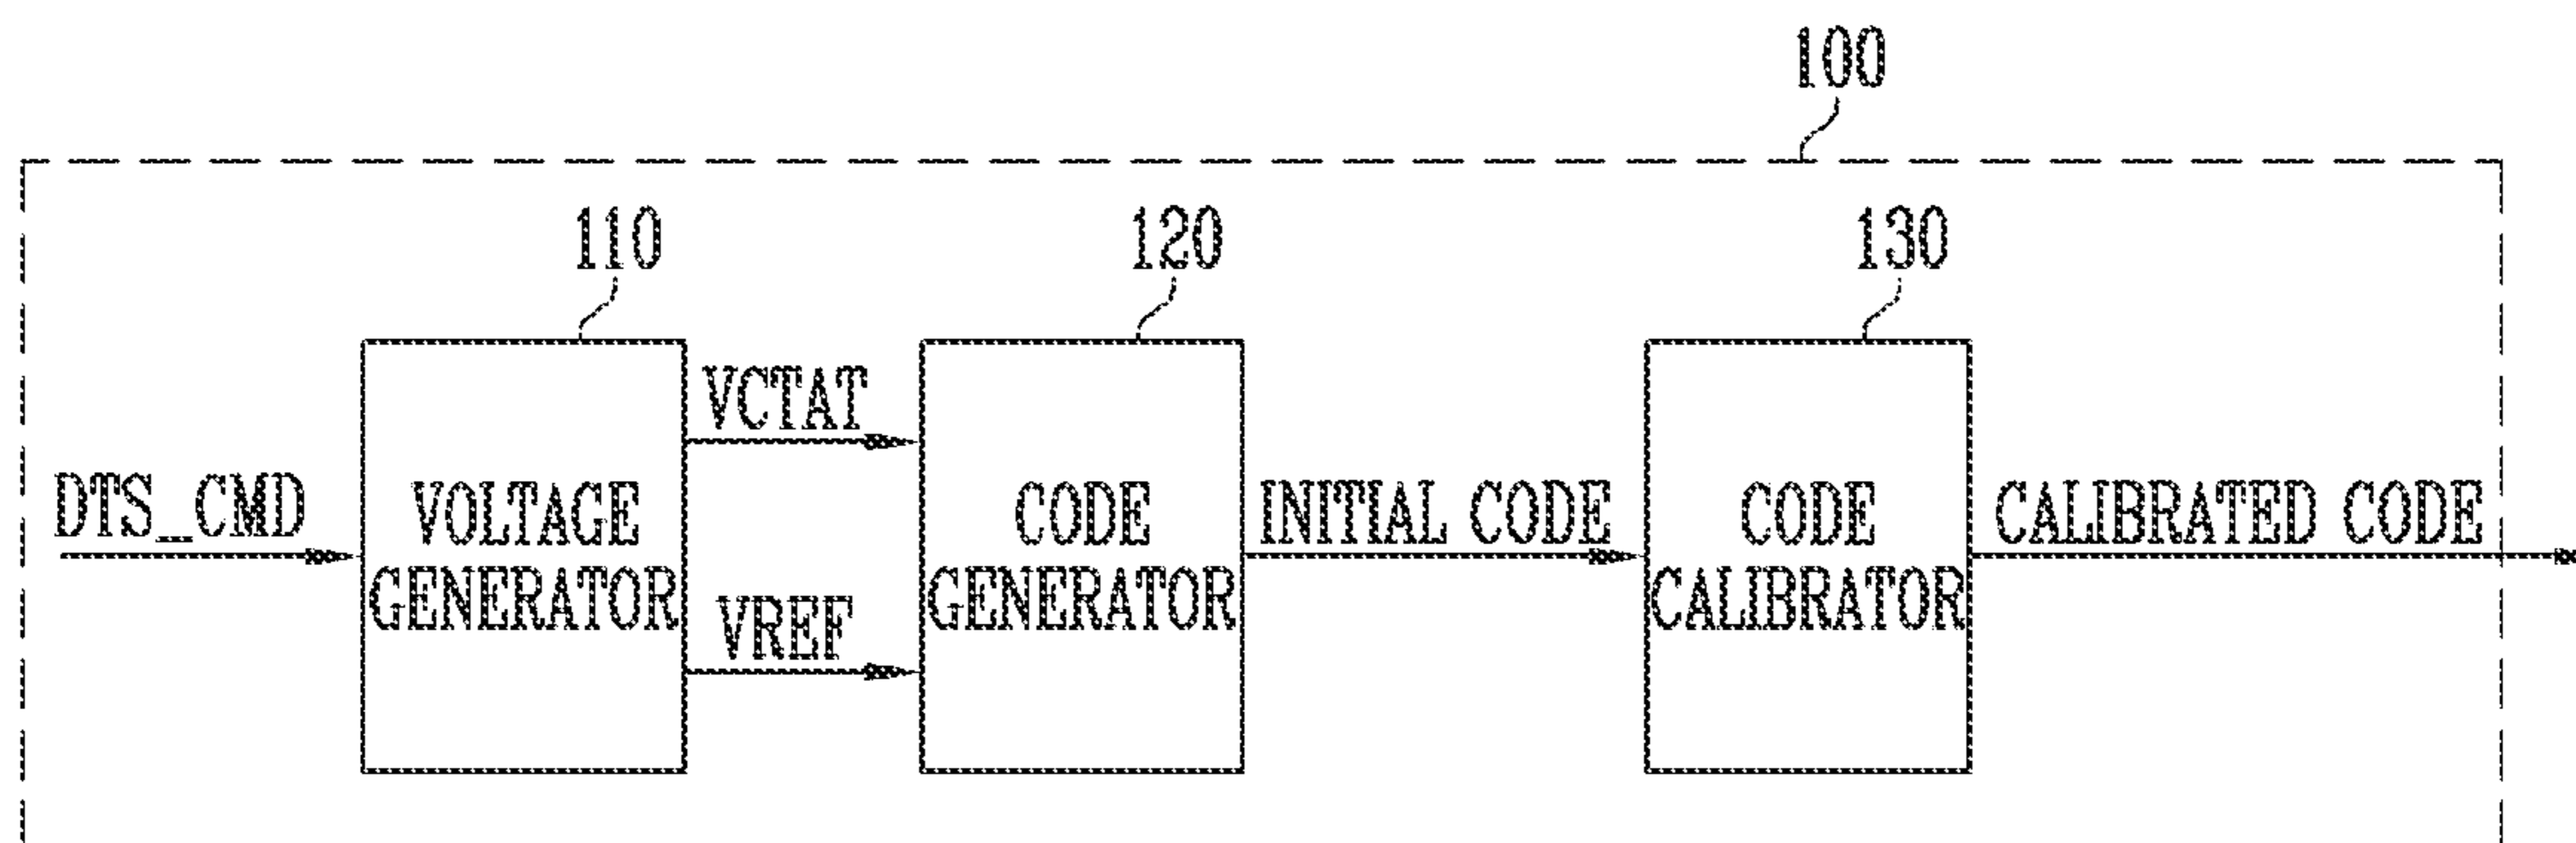 100
110
120
130
VCTAT
DTS_CMD
VOLTAGE
GENERATOR
CODE
GENERATOR
INITIAL CODE
CODE
CALIBRATOR
CALIBRATED CODE
VREF